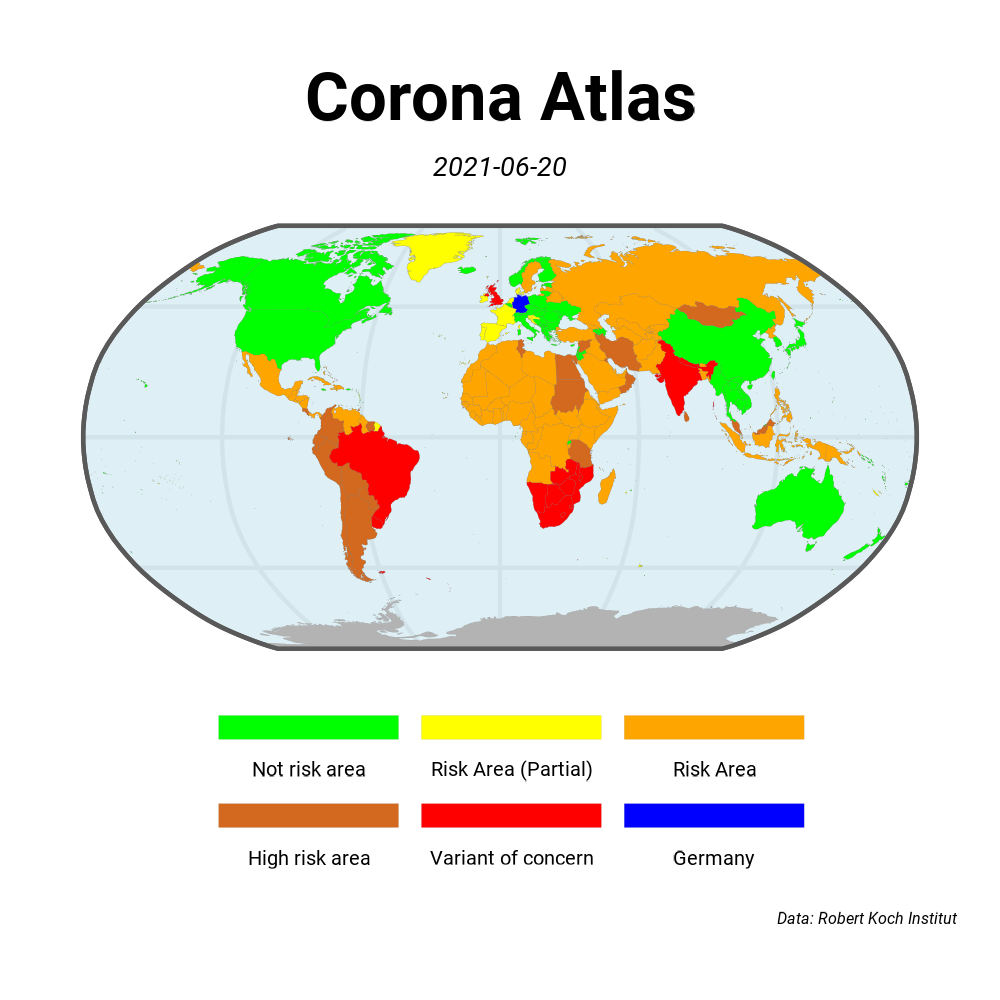 Corona Atlas
2021-06-20
Not risk area
Risk Area (Partial)
Risk Area
High risk area
Variant of concern
Germany
Data: Robert Koch Institut